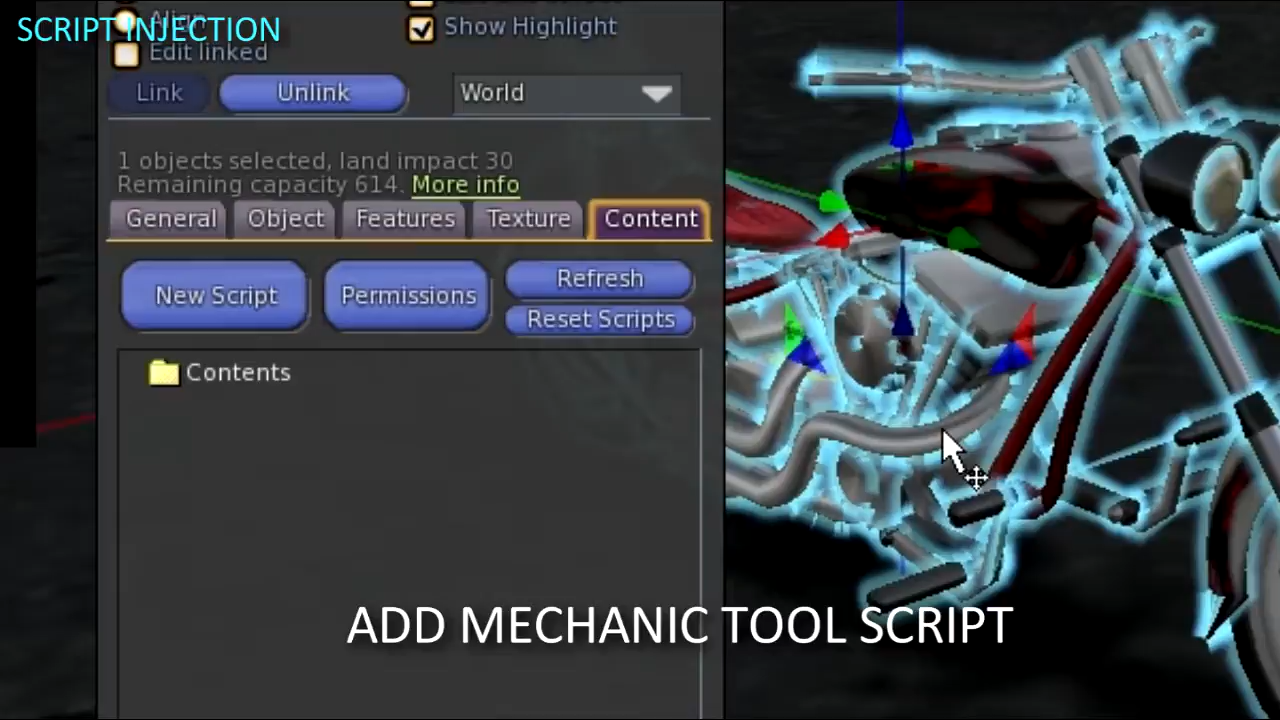 SCRIPT INJECTION
Align
Show Highlight
Edit linked
Link
Unlink
World
1 objects selected, land impact 30
Remaining capacity 614. More info
General
Object
Features
Texture
Content
New Script
Permissions
Refresh
Reset Scripts
Contents
ADD MECHANIC TOOL SCRIPT